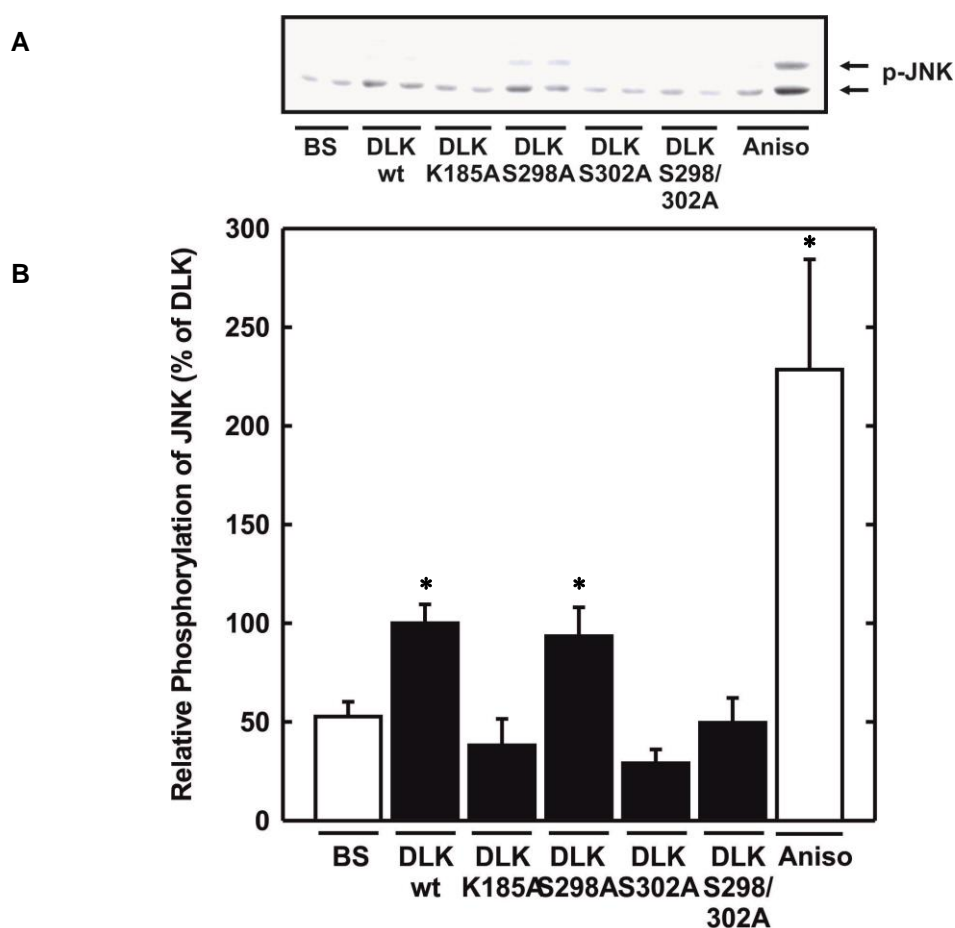 A
p-JNK
BS DLK DLK DLK DLK DLK Aniso
wt K185A S298A S302A S298/
302A
B
Relative Phosphorylation of JNK (% of DLK)
300
250
200
150
100
50
0
* * *
BS DLK DLK DLK DLK DLK Aniso
wt K185A S298A S302A S298/
302A